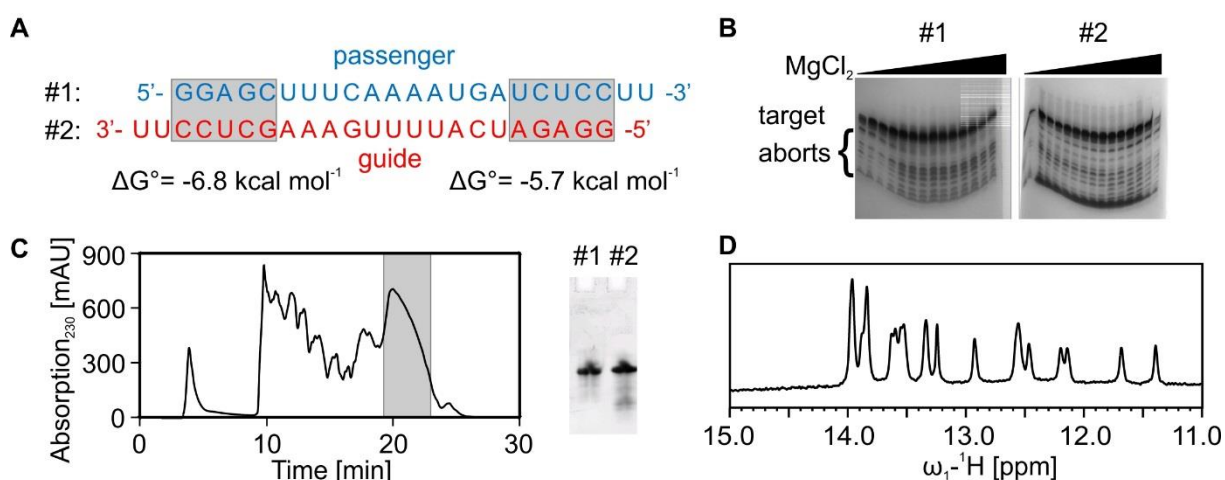 A
passenger
#1: 5'- GGAGCUUUCAAAAUGAUCUCCUU -3'
#2: 3'- UUCCUCGAAAGUUUUACUAGAGG -5'
guide
ΔG°= -6.8 kcal mol⁻¹ ΔG°= -5.7 kcal mol⁻¹
B
#1 #2
MgCl₂
target
aborts
C
Absorption₂₃₀ [mAU]
900
600
300
0
0 10 20 30
Time [min]
#1 #2
D
15.0 14.0 13.0 12.0 11.0
ω₁-¹H [ppm]